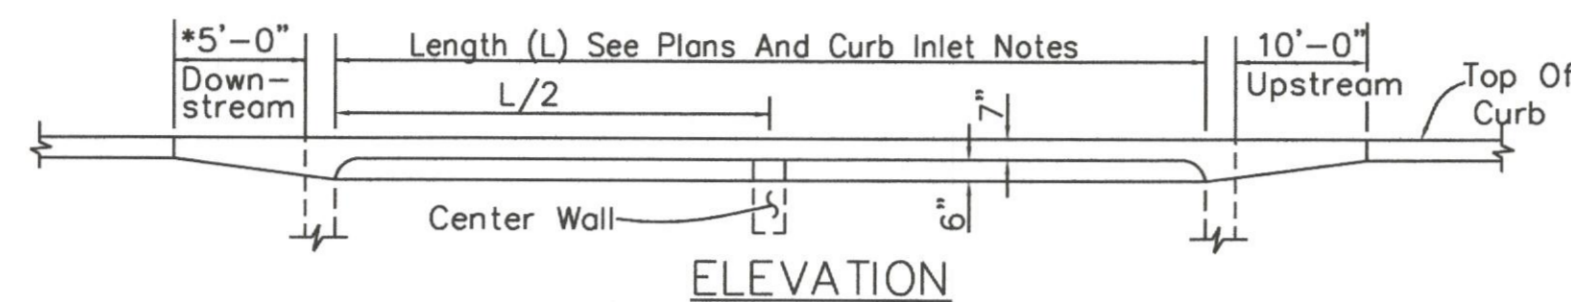 *5'-0"
Down-
stream
Length (L) See Plans And Curb Inlet Notes
L/2
10'-0"
Upstream
7"
Top Of
Curb
Center Wall
6"
ELEVATION